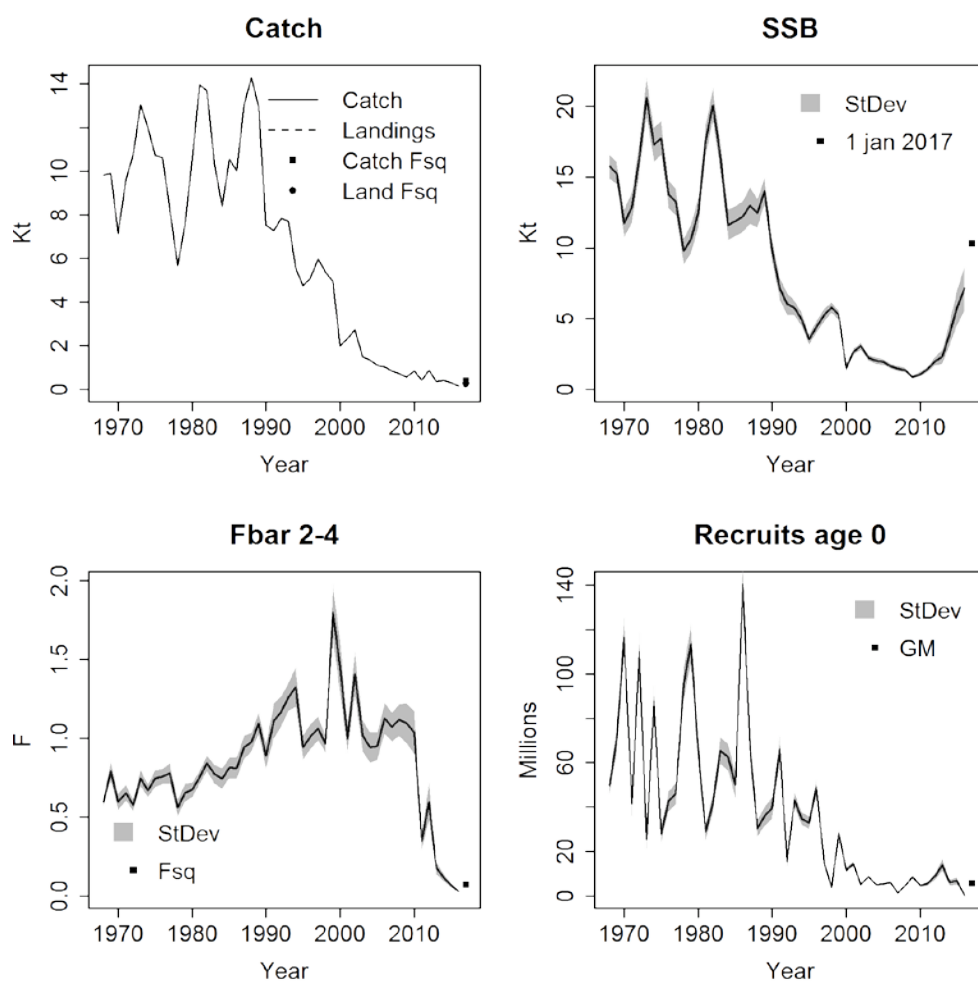 Catch
Kt
14
12
10
8
6
4
2
0
Catch
Landings
Catch Fsq
Land Fsq
1970 1980 1990 2000 2010
Year
SSB
Kt
20
15
10
5
0
StDev
1 jan 2017
1970 1980 1990 2000 2010
Year
Fbar 2-4
F
2.0
1.5
1.0
0.5
0.0
StDev
Fsq
1970 1980 1990 2000 2010
Year
Recruits age 0
Millions
140
100
60
20
0
StDev
GM
1970 1980 1990 2000 2010
Year